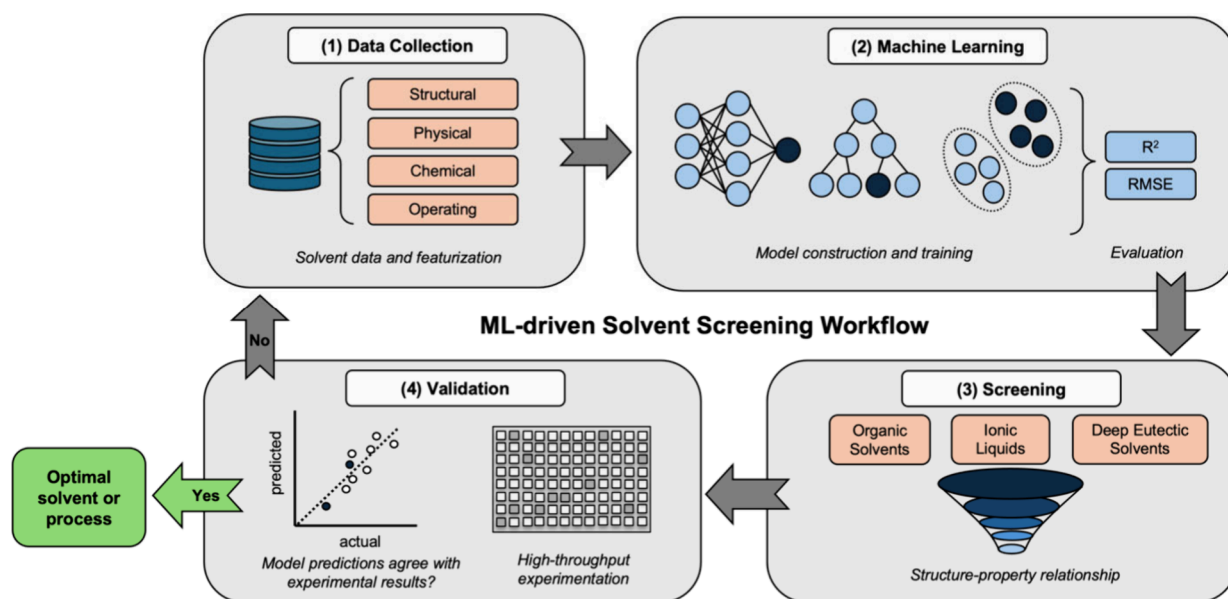 (1) Data Collection
Structural
Physical
Chemical
Operating
Solvent data and featurization
(2) Machine Learning
R²
RMSE
Model construction and training
Evaluation
ML-driven Solvent Screening Workflow
No
(3) Screening
Organic
Solvents
Ionic
Liquids
Deep Eutectic
Solvents
Structure-property relationship
(4) Validation
predicted
actual
Model predictions agree with
experimental results?
High-throughput
experimentation
Yes
Optimal
solvent or
process